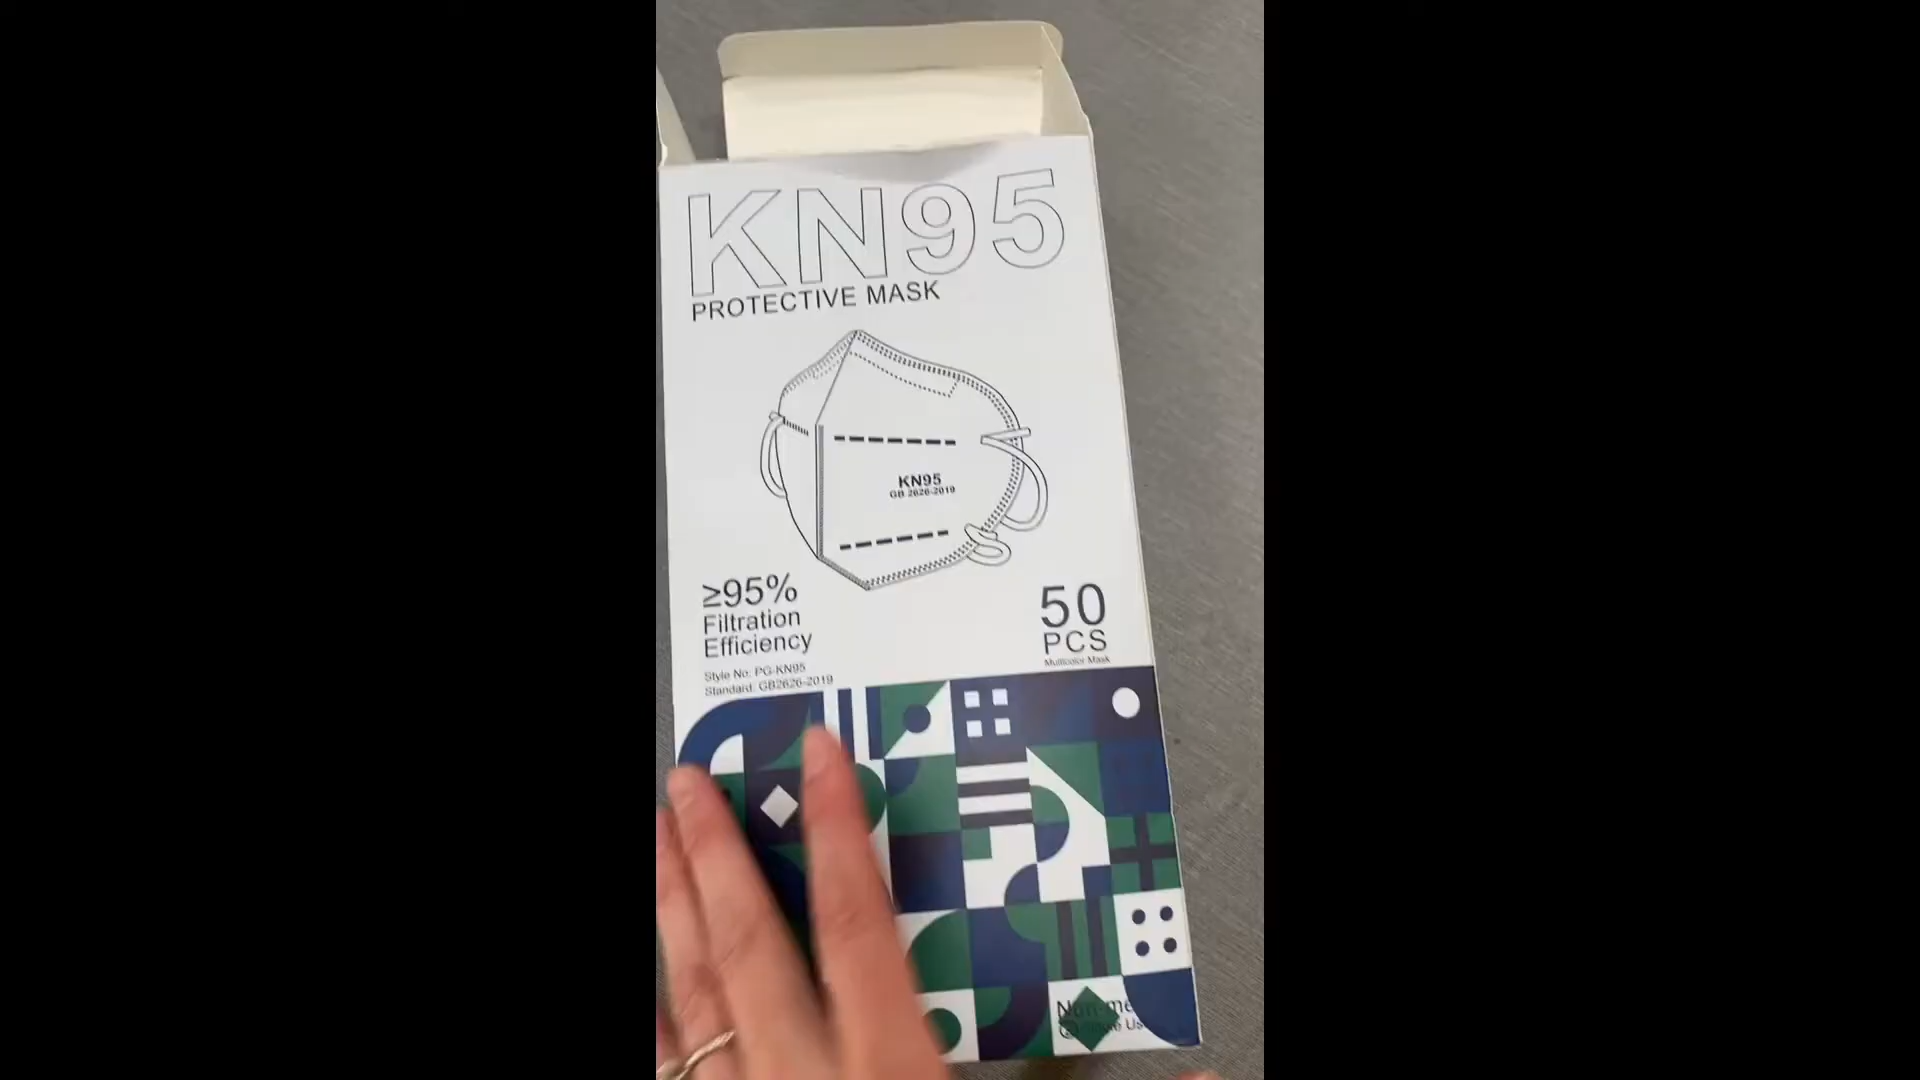 KN95
PROTECTIVE MASK
KN95
GB 2626-2019
≥95%
Filtration
Efficiency
Style No: PG-KN95
Standard: GB2626-2019
50
PCS
Multicolor Mask